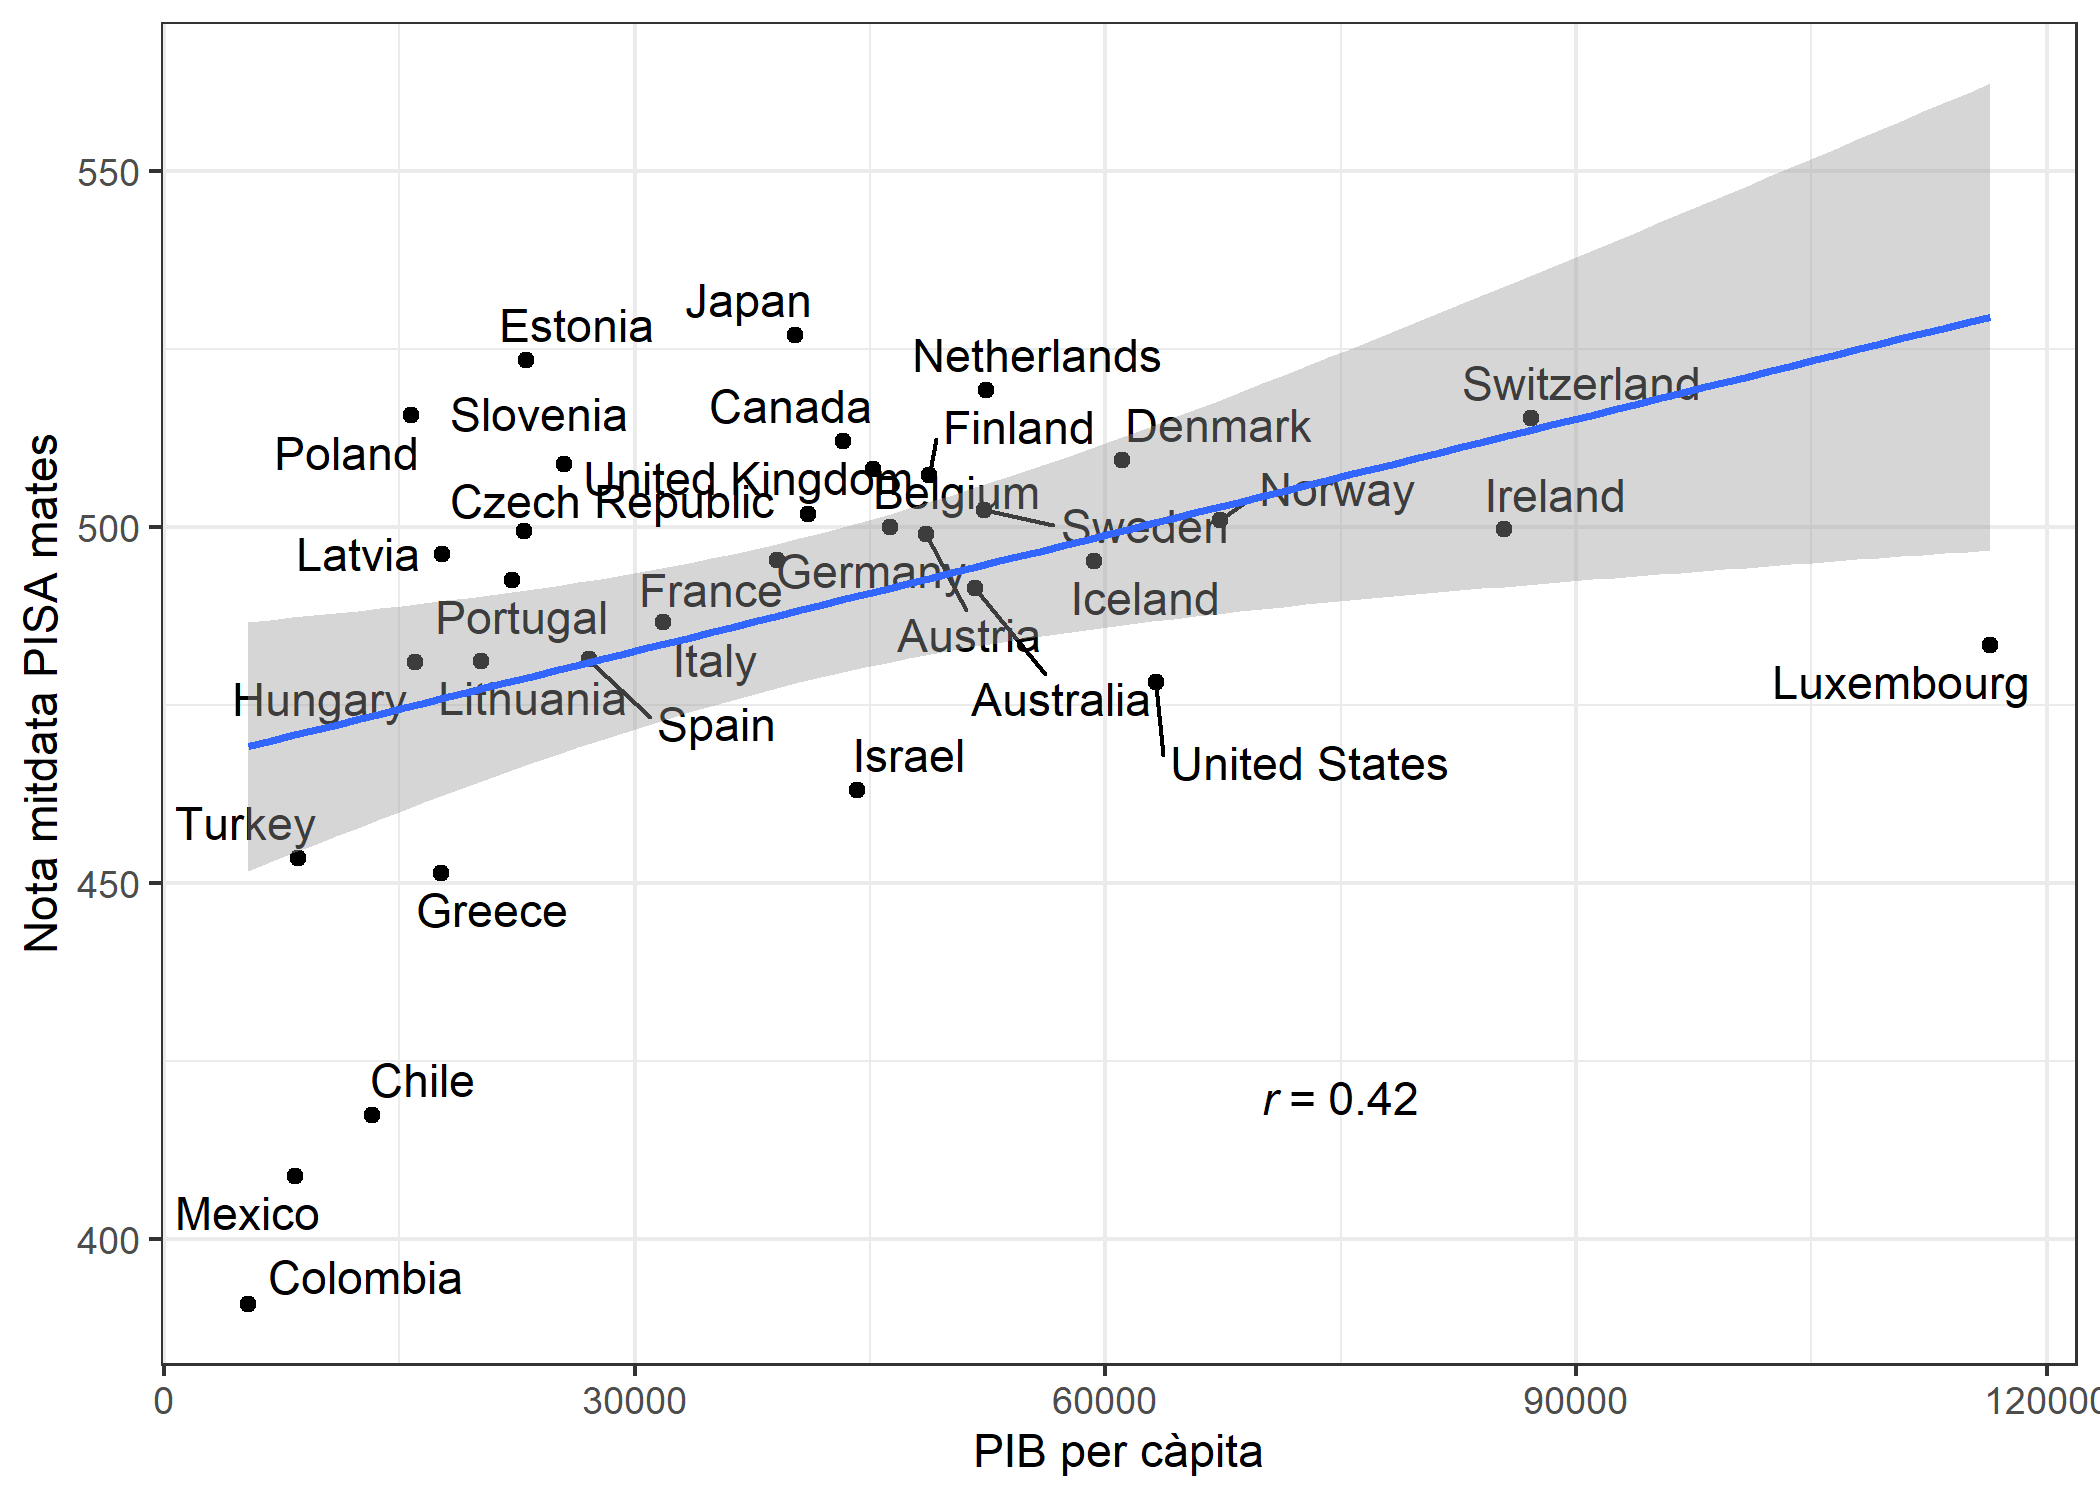 Nota mitdata PISA mates
550
500
450
400
Japan
Estonia
Netherlands
Switzerland
Canada
Slovenia
Denmark
Finland
Poland
United Kingdom
Belgium
Norway
Ireland
Czech Republic
Sweden
Latvia
Germany
France
Iceland
Portugal
Austria
Italy
Luxembourg
Hungary
Lithuania
Australia
Spain
Israel
United States
Turkey
Greece
Chile
r = 0.42
Mexico
Colombia
0
30000
60000
90000
120000
PIB per càpita